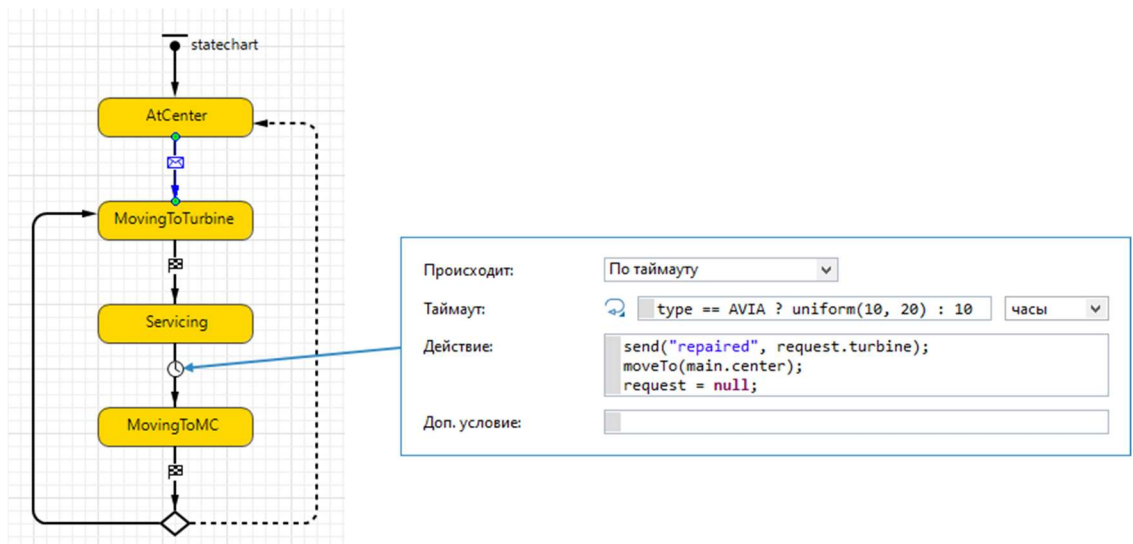 statechart
AtCenter
MovingToTurbine
Servicing
MovingToMC
Происходит:
По таймауту
Таймаут:
type == AVIA ? uniform(10, 20) : 10
часы
Действие:
send("repaired", request.turbine);
moveTo(main.center);
request = null;
Доп. условие: